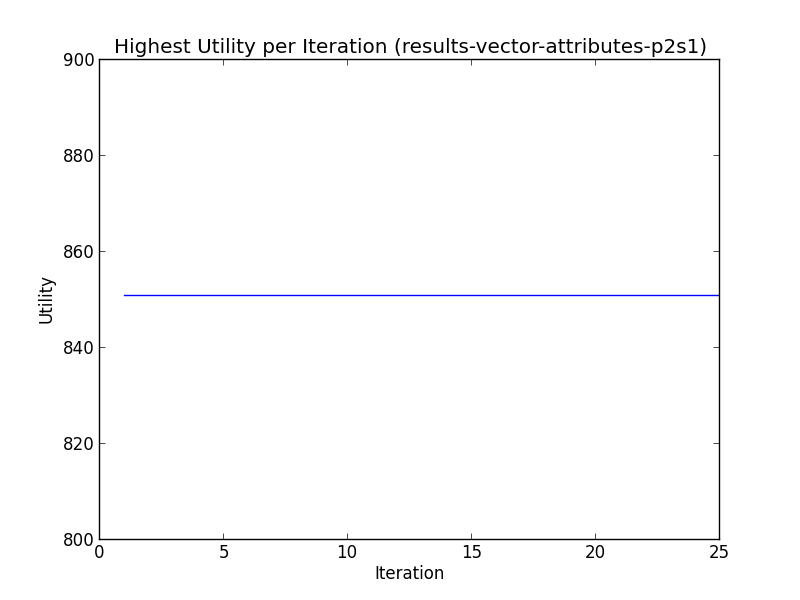 Highest Utility per Iteration (results-vector-attributes-p2s1)
900
880
860
840
820
800
Utility
0 5 10 15 20 25
Iteration